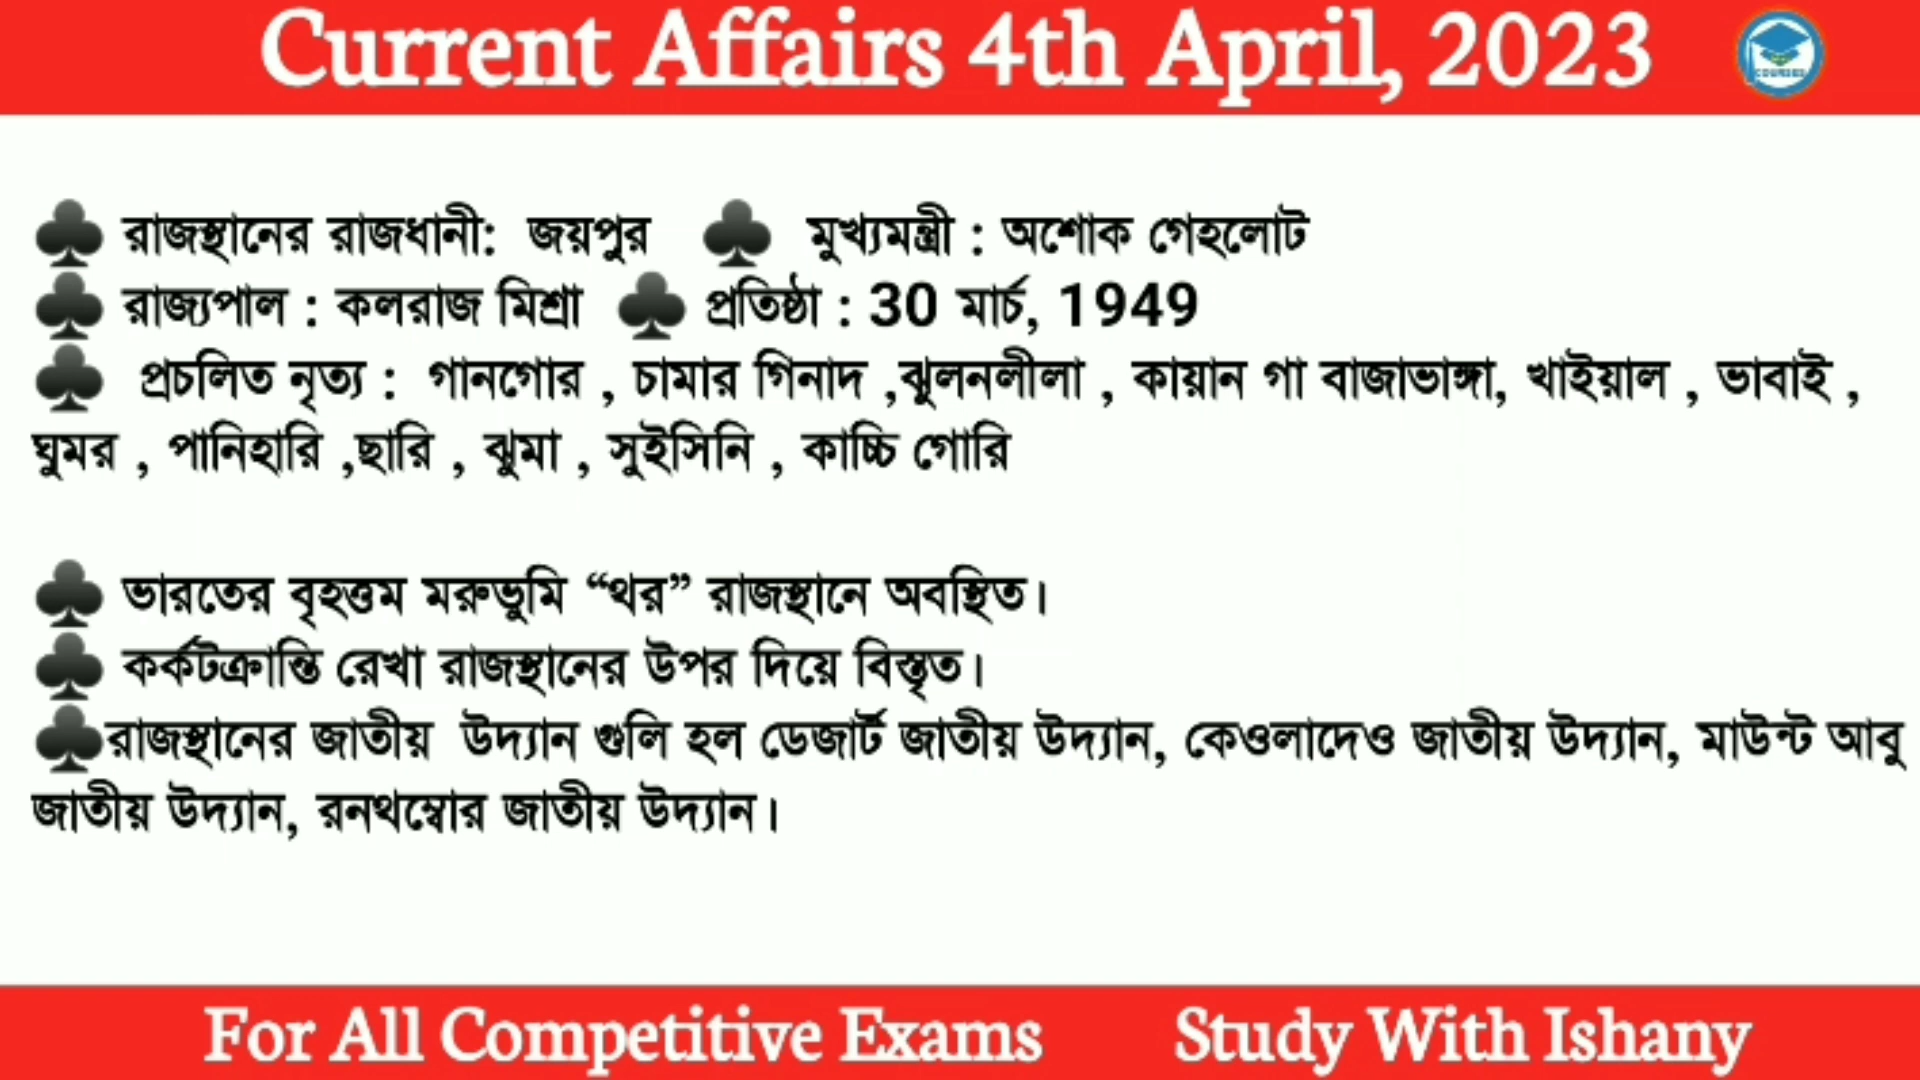 Current Affairs 4th April, 2023
COURSES
♣ রাজস্থানের রাজধানী: জয়পুর ♣ মুখ্যমন্ত্রী : অশোক গেহলোট
♣ রাজ্যপাল : কলরাজ মিশ্রা ♣ প্রতিষ্ঠা : 30 মার্চ, 1949
♣ প্রচলিত নৃত্য : গানগোর , চামার গিনাদ ,ঝুলনলীলা , কায়ান গা বাজাভাঙ্গা, খাইয়াল , ভাবাই ,
ঘুমর , পানিহারি ,ছারি , ঝুমা , সুইসিনি , কাচ্চি গোরি
♣ ভারতের বৃহত্তম মরুভুমি “থর” রাজস্থানে অবস্থিত।
♣ কর্কটক্রান্তি রেখা রাজস্থানের উপর দিয়ে বিস্তৃত।
♣রাজস্থানের জাতীয় উদ্যান গুলি হল ডেজার্ট জাতীয় উদ্যান, কেওলাদেও জাতীয় উদ্যান, মাউন্ট আবু
জাতীয় উদ্যান, রনথম্বোর জাতীয় উদ্যান।
For All Competitive Exams Study With Ishany